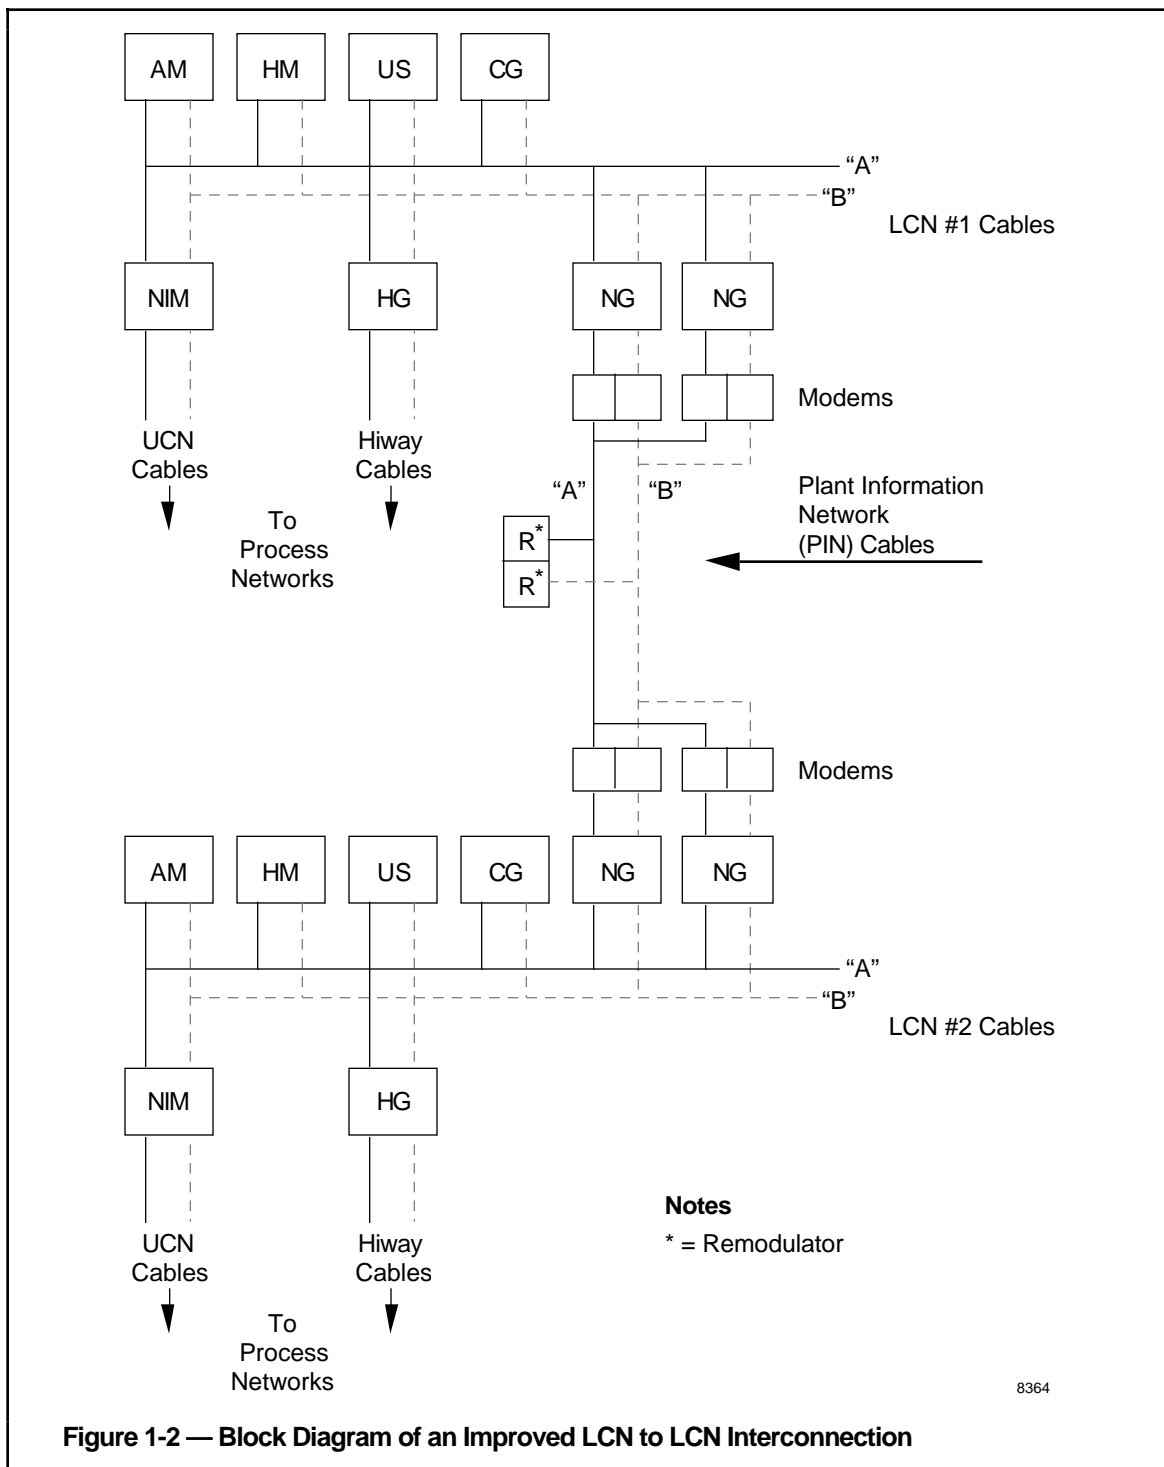 AM HM US CG
“A”
“B”
LCN #1 Cables
NIM HG NG NG
Modems
UCN
Cables
Hiway
Cables
To
Process
Networks
“A” “B”
Plant Information
Network
(PIN) Cables
R*
R*
Modems
AM HM US CG NG NG
“A”
“B”
LCN #2 Cables
NIM HG
Notes
* = Remodulator
UCN
Cables
Hiway
Cables
To
Process
Networks
8364
Figure 1-2 — Block Diagram of an Improved LCN to LCN Interconnection